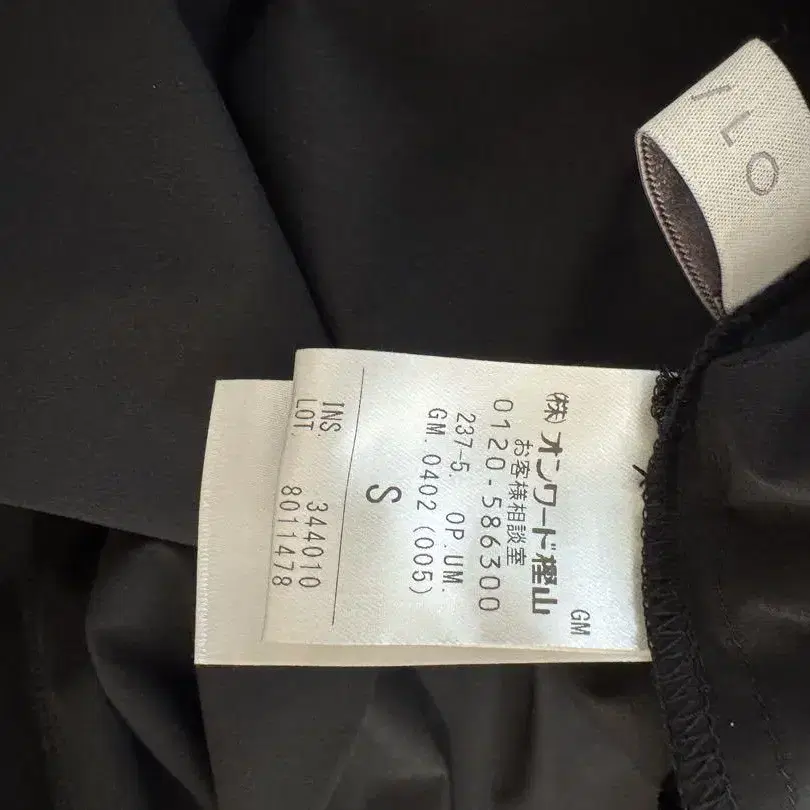 ILO
GM
(株)オンワード樫山
お客様相談室
0120-586300
237-5. OP.UM.
GM.0402(005)
S
INS. 344010
LOT. 8011478